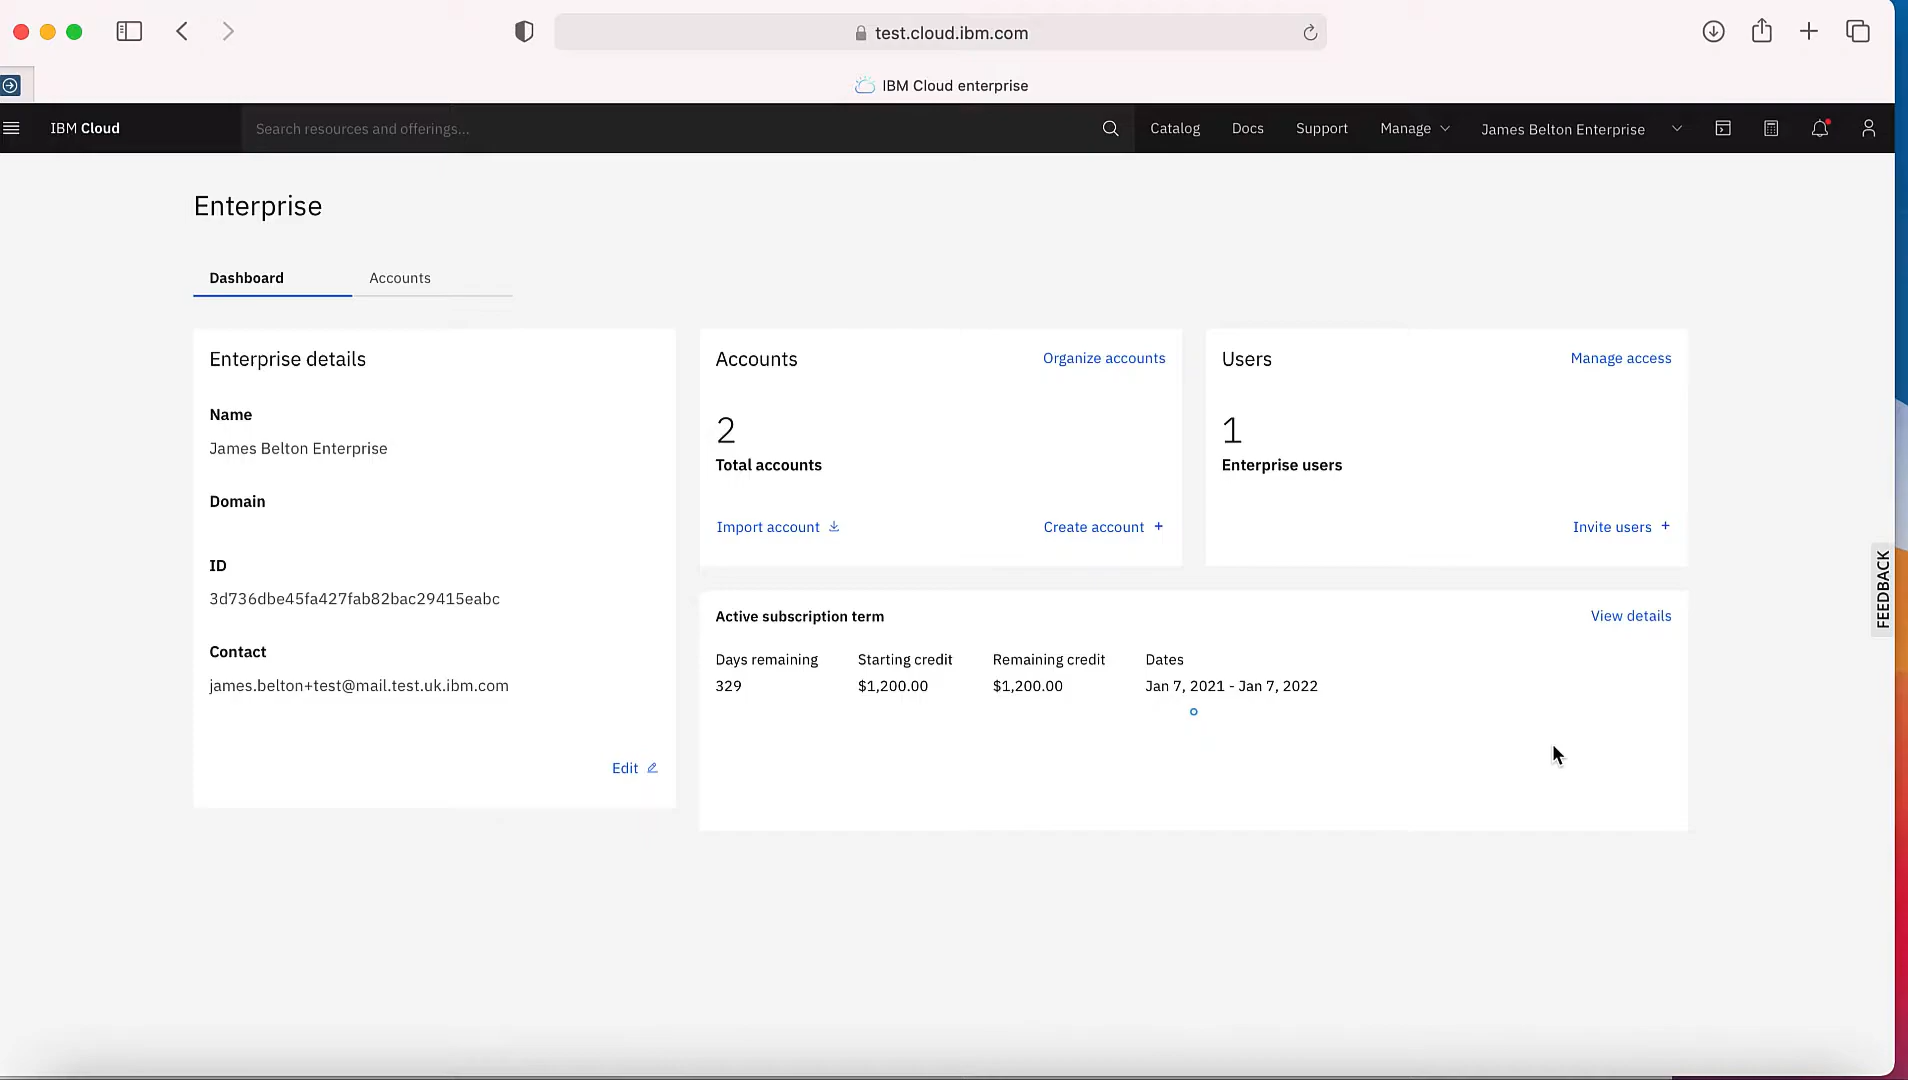 test.cloud.ibm.com
IBM Cloud enterprise
IBM Cloud
Search resources and offerings...
Catalog
Docs
Support
Manage
James Belton Enterprise
Enterprise
Dashboard
Accounts
Enterprise details
Name
James Belton Enterprise
Domain
ID
3d736dbe45fa427fab82bac29415eabc
Contact
james.belton+test@mail.test.uk.ibm.com
Edit
Accounts
Organize accounts
2
Total accounts
Import account
Create account +
Users
Manage access
1
Enterprise users
Invite users +
Active subscription term
View details
Days remaining
329
Starting credit
$1,200.00
Remaining credit
$1,200.00
Dates
Jan 7, 2021 - Jan 7, 2022
FEEDBACK